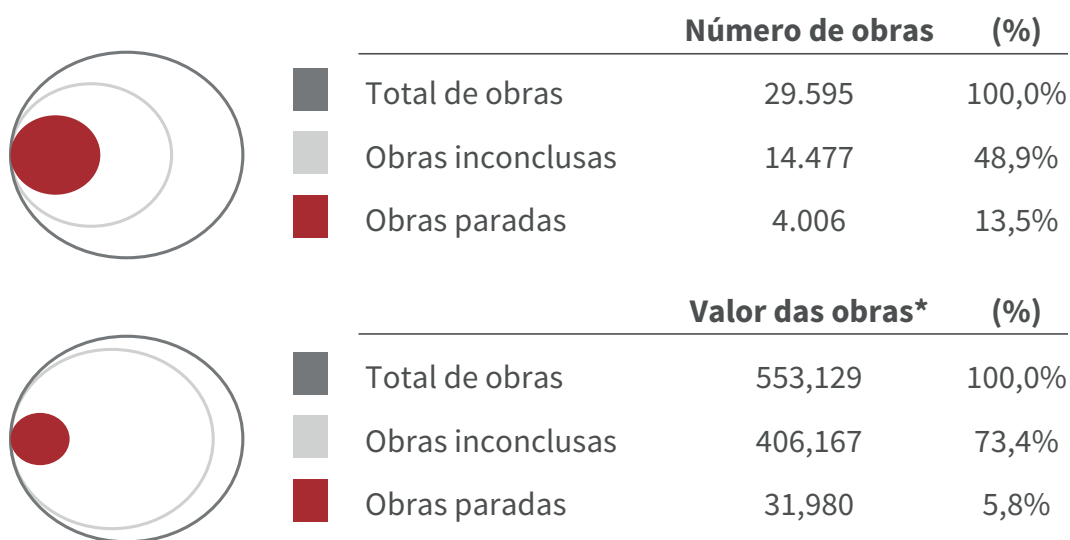 Número de obras (%)
Total de obras 29.595 100,0%
Obras inconclusas 14.477 48,9%
Obras paradas 4.006 13,5%
Valor das obras* (%)
Total de obras 553,129 100,0%
Obras inconclusas 406,167 73,4%
Obras paradas 31,980 5,8%